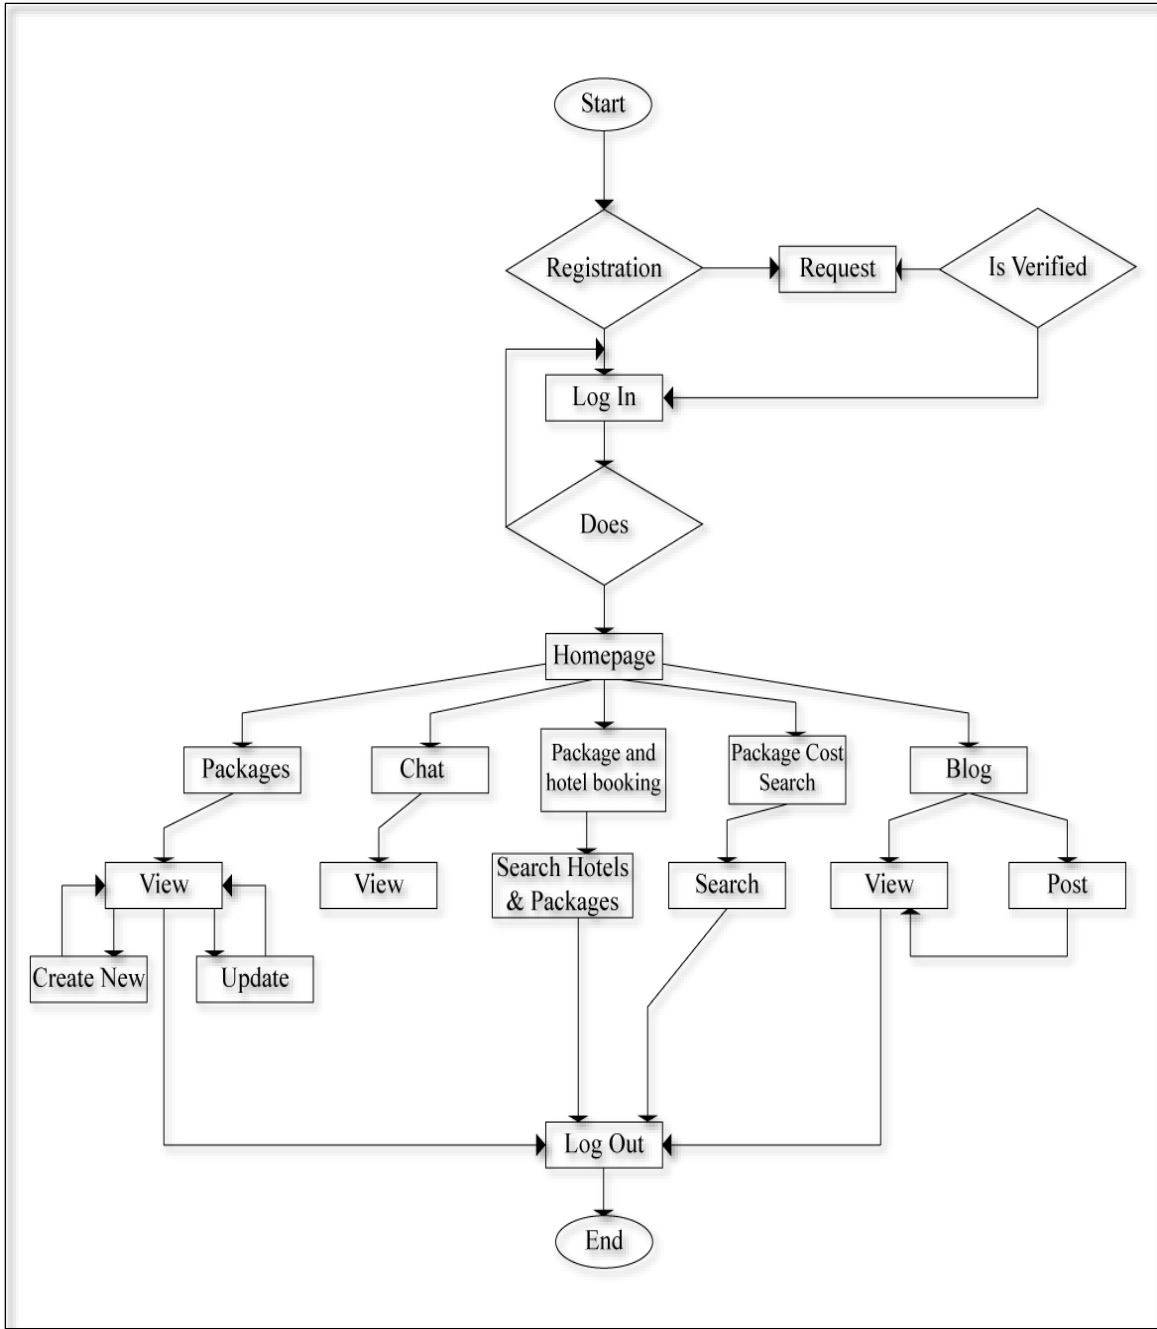 Start
Registration
Request
Is Verified
Log In
Does
Homepage
Packages
Chat
Package and
hotel booking
Package Cost
Search
Blog
View
View
Search Hotels
& Packages
Search
View
Post
Create New
Update
Log Out
End